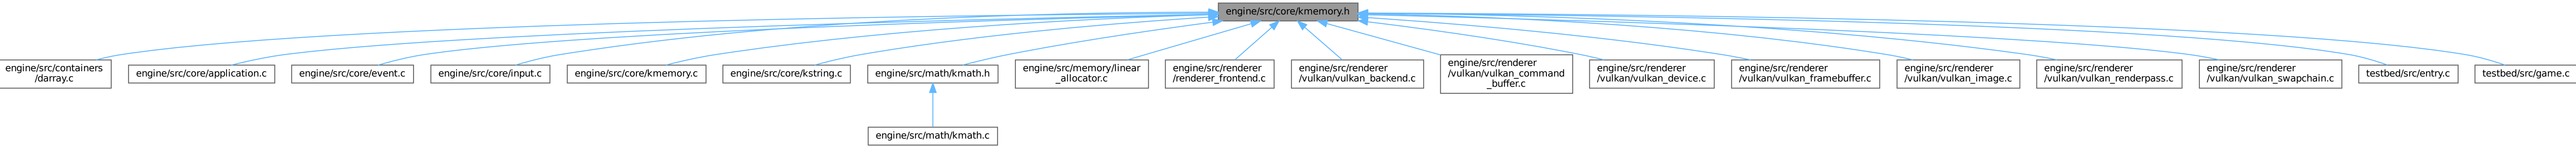 engine/src/core/kmemory.h
engine/src/containers
/darray.c
engine/src/core/application.c
engine/src/core/event.c
engine/src/core/input.c
engine/src/core/kmemory.c
engine/src/core/kstring.c
engine/src/math/kmath.h
engine/src/memory/linear
_allocator.c
engine/src/renderer
/renderer_frontend.c
engine/src/renderer
/vulkan/vulkan_backend.c
engine/src/renderer
/vulkan/vulkan_command
_buffer.c
engine/src/renderer
/vulkan/vulkan_device.c
engine/src/renderer
/vulkan/vulkan_framebuffer.c
engine/src/renderer
/vulkan/vulkan_image.c
engine/src/renderer
/vulkan/vulkan_renderpass.c
engine/src/renderer
/vulkan/vulkan_swapchain.c
testbed/src/entry.c
testbed/src/game.c
engine/src/math/kmath.c